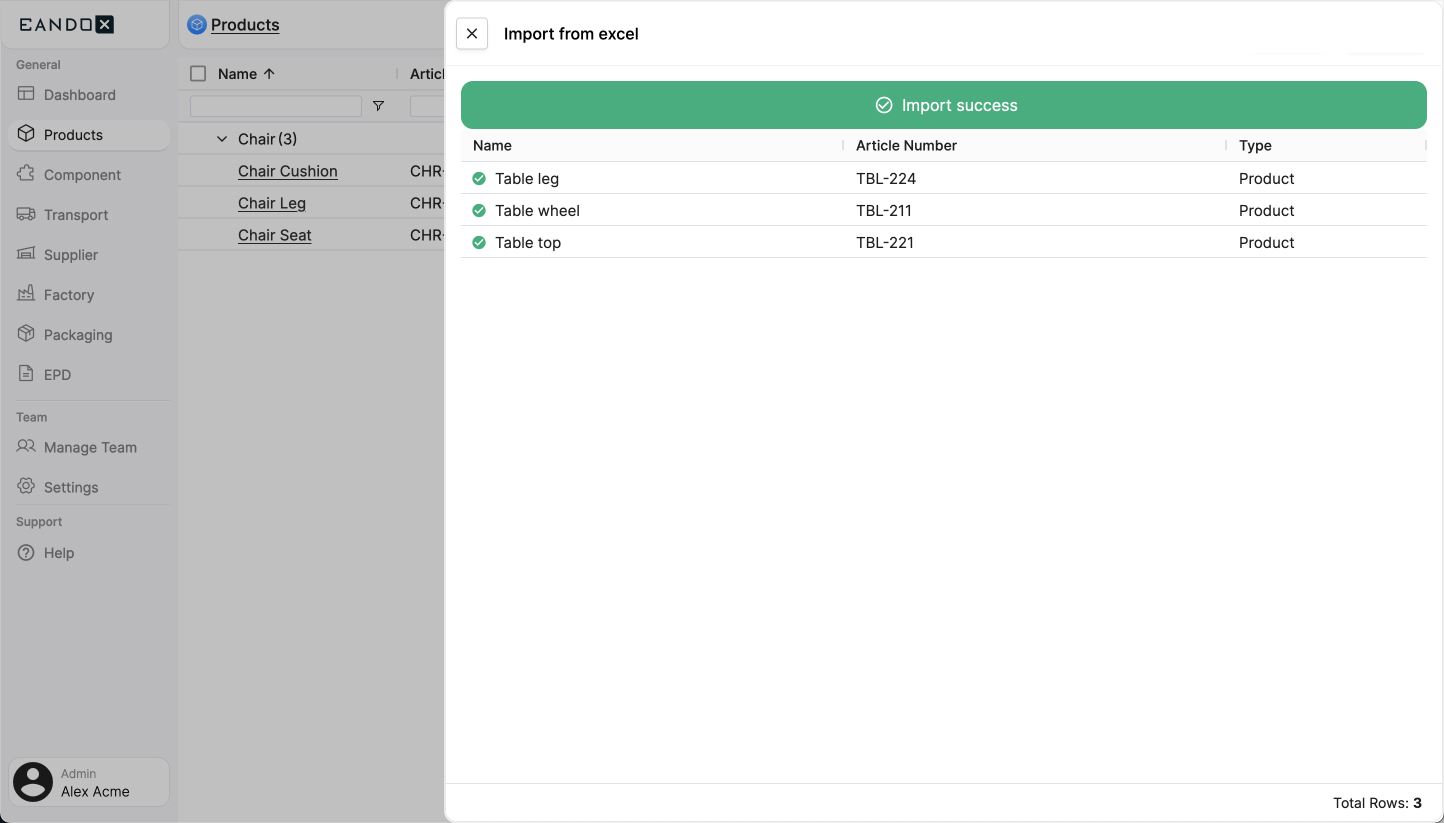 CANDOX
General
Dashboard
Products
Component
Transport
Supplier
Factory
Packaging
EPD
Team
Manage Team
Settings
Support
Help
Admin
Alex Acme
Products
Name
Chair (3)
Chair Cushion CHR-
Chair Leg CHR-
Chair Seat CHR-
Import from excel
Import success
Name Article Number Type
Table leg TBL-224 Product
Table wheel TBL-211 Product
Table top TBL-221 Product
Total Rows: 3